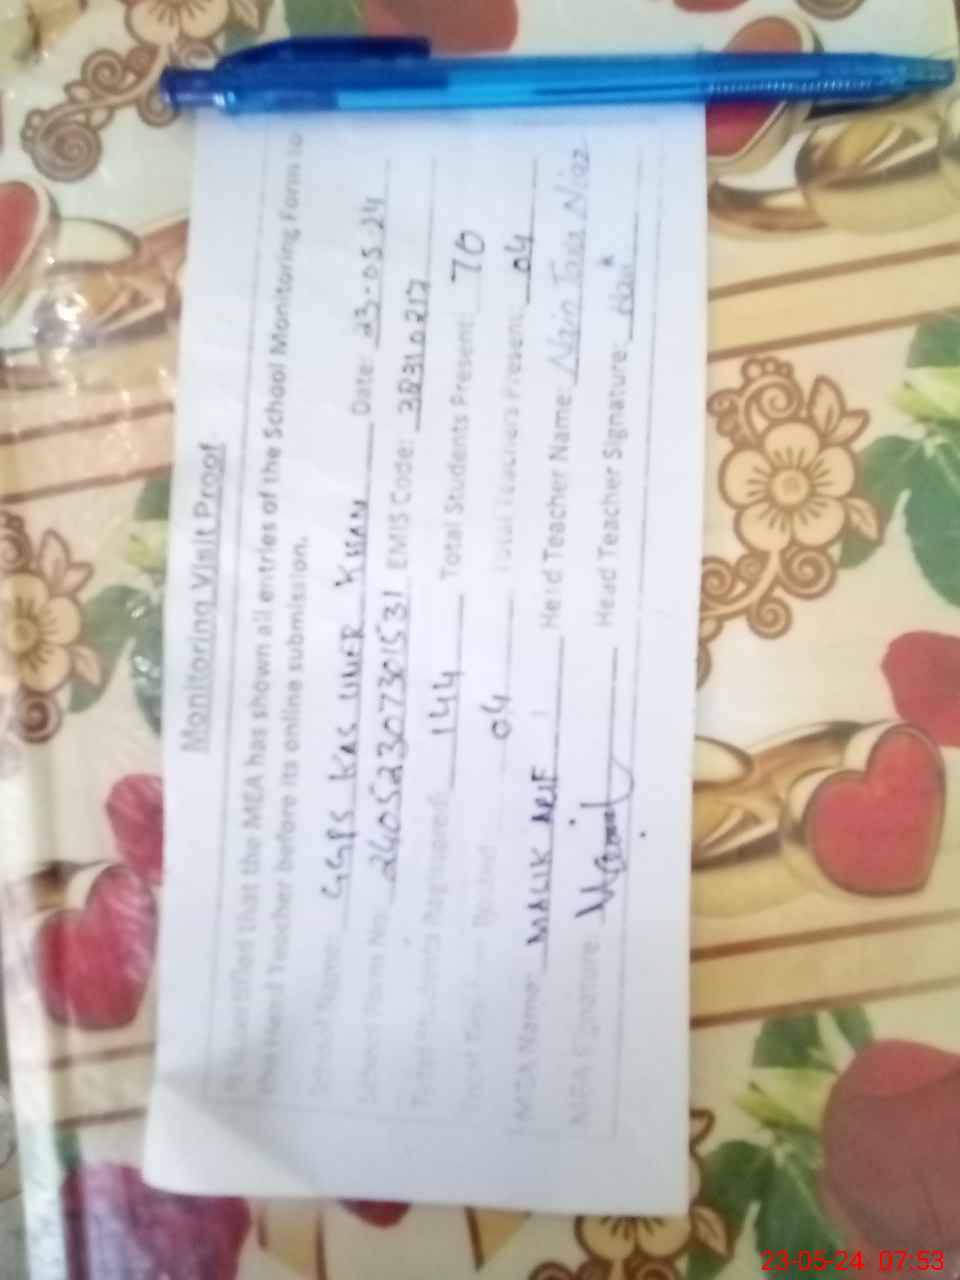 Monitoring Visit Proof
It is certified that the MEA has shown all entries of the School Monitoring Form to
the Head Teacher before its online submission.
School Name: GGPS KAS UMER KHAN Date: 23-05-24
School Form No: 24052307301531 EMIS Code: 38310217
Total Students Registered: 144 Total Students Present: 70
Total Teachers Posted 04 Total Teachers Present: 04
MEA Name: MALIK ARIF Head Teacher Name: Niaz
MEA Signature: Head Teacher Signature:
23-05-24 07:53